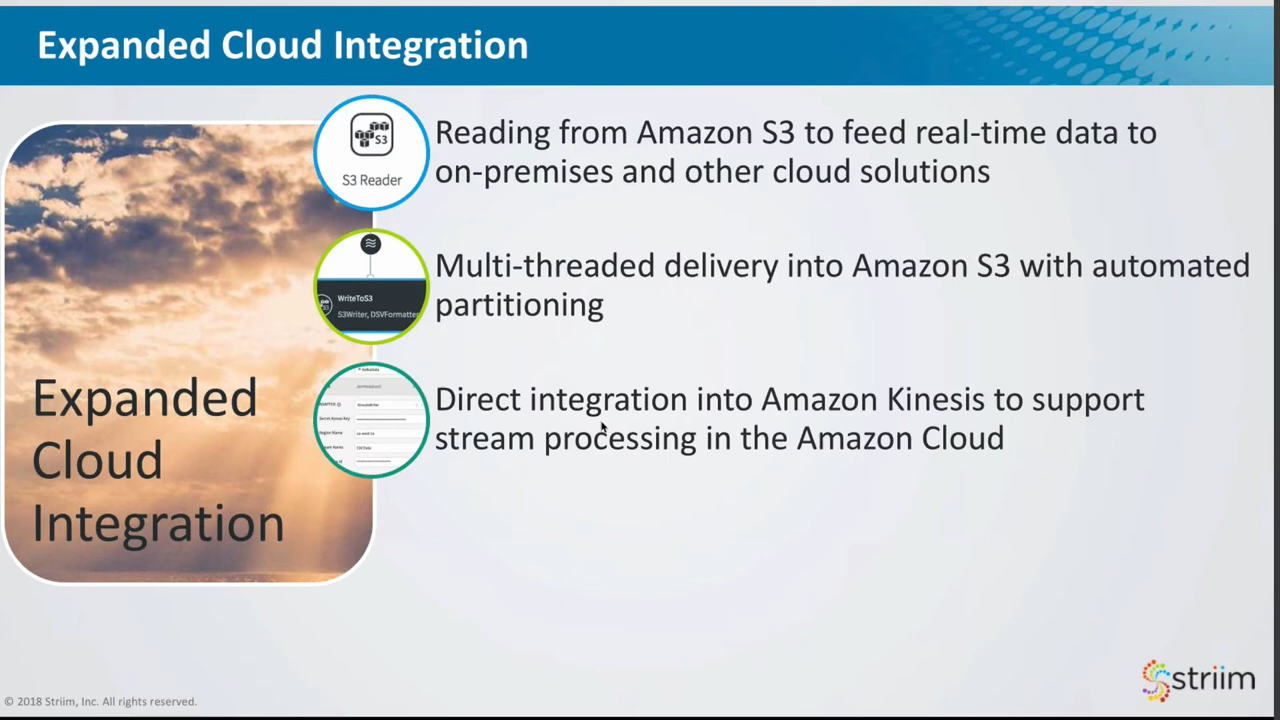 Expanded Cloud Integration
S3
S3 Reader
Reading from Amazon S3 to feed real-time data to
on-premises and other cloud solutions
WriteToS3
S3Writer, DSVFormatter
Multi-threaded delivery into Amazon S3 with automated
partitioning
Direct integration into Amazon Kinesis to support
stream processing in the Amazon Cloud
Expanded
Cloud
Integration
© 2018 Striim, Inc. All rights reserved.
striim